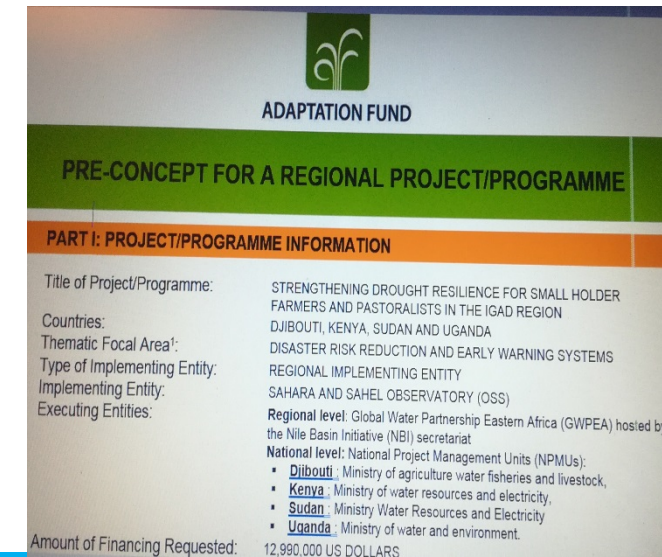 ADAPTATION FUND
PRE-CONCEPT FOR A REGIONAL PROJECT/PROGRAMME
PART I: PROJECT/PROGRAMME INFORMATION
Title of Project/Programme: STRENGTHENING DROUGHT RESILIENCE FOR SMALL HOLDER
FARMERS AND PASTORALISTS IN THE IGAD REGION
Countries: DJIBOUTI, KENYA, SUDAN AND UGANDA
Thematic Focal Area¹: DISASTER RISK REDUCTION AND EARLY WARNING SYSTEMS
Type of Implementing Entity: REGIONAL IMPLEMENTING ENTITY
Implementing Entity: SAHARA AND SAHEL OBSERVATORY (OSS)
Executing Entities: Regional level: Global Water Partnership Eastern Africa (GWPEA) hosted by
the Nile Basin Initiative (NBI) secretariat
National level: National Project Management Units (NPMUs):
▪ Djibouti : Ministry of agriculture water fisheries and livestock,
▪ Kenya : Ministry of water resources and electricity,
▪ Sudan : Ministry Water Resources and Electricity
▪ Uganda : Ministry of water and environment.
Amount of Financing Requested: 12,990,000 US DOLLARS